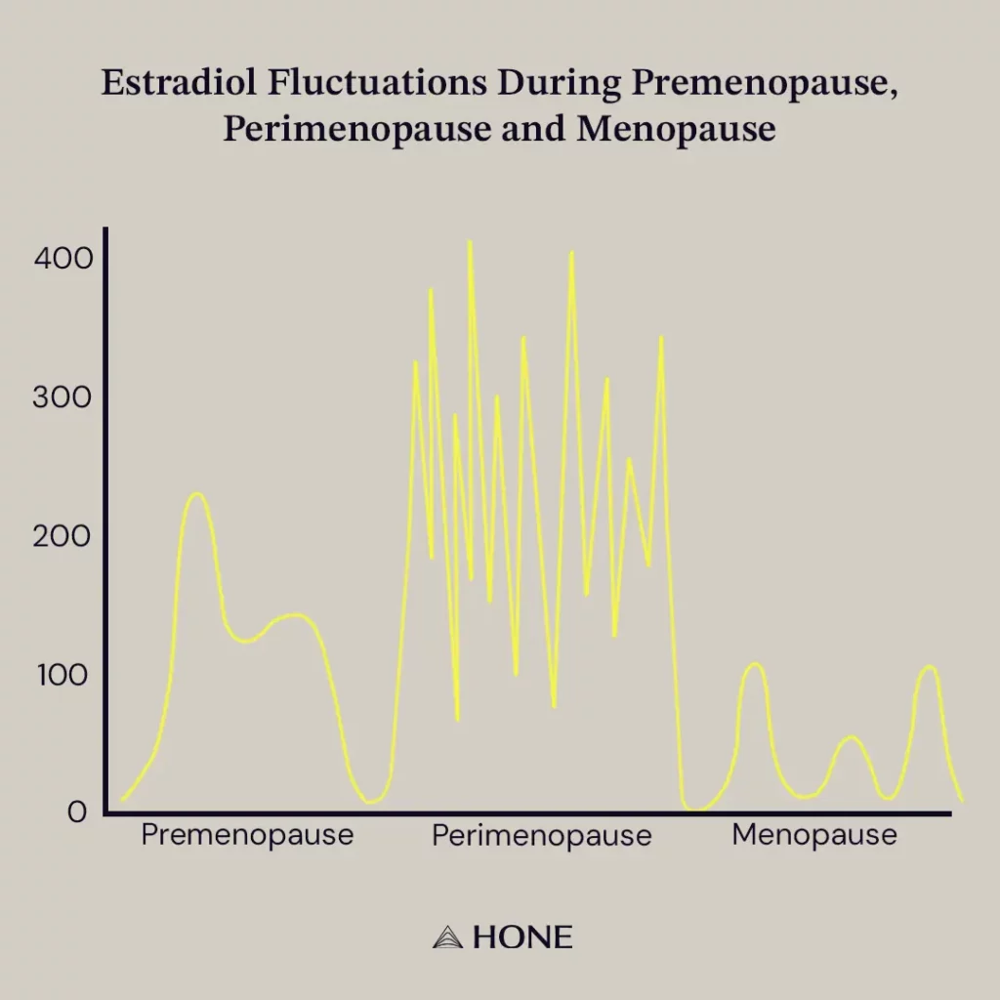 Estradiol Fluctuations During Premenopause,
Perimenopause and Menopause
400
300
200
100
0
Premenopause Perimenopause Menopause
HONE